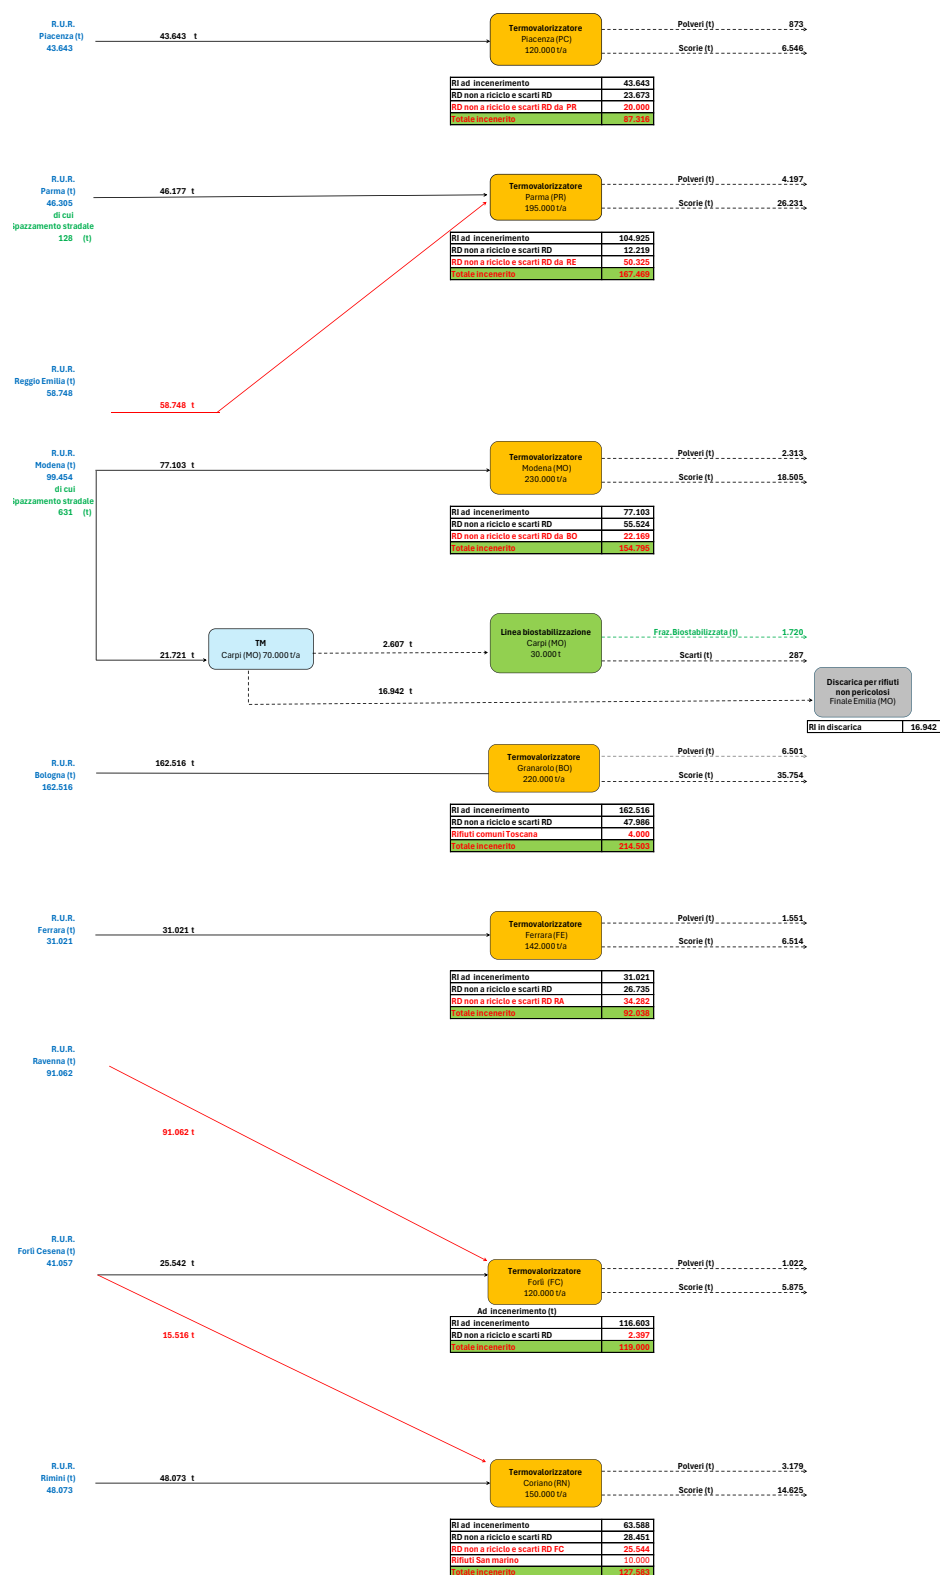 R.U.R.
Piacenza (t)
43.643
43.643 t
Termovalorizzatore
Piacenza (PC)
120.000 t/a
Polveri (t) 873
Scorie (t) 6.546
RI ad incenerimento 43.643
RD non a riciclo e scarti RD 23.673
RD non a riciclo e scarti RD da PR 20.000
Totale incenerito 87.316
R.U.R.
Parma (t)
46.305
di cui
spazzamento stradale
128 (t)
46.177 t
Termovalorizzatore
Parma (PR)
195.000 t/a
Polveri (t) 4.197
Scorie (t) 26.231
RI ad incenerimento 104.925
RD non a riciclo e scarti RD 12.219
RD non a riciclo e scarti RD da RE 50.325
Totale incenerito 167.469
R.U.R.
Reggio Emilia (t)
58.748
58.748 t
R.U.R.
Modena (t)
99.454
di cui
spazzamento stradale
631 (t)
77.103 t
Termovalorizzatore
Modena (MO)
230.000 t/a
Polveri (t) 2.313
Scorie (t) 18.505
RI ad incenerimento 77.103
RD non a riciclo e scarti RD 55.524
RD non a riciclo e scarti RD da BO 22.169
Totale incenerito 154.795
21.721 t
TM
Carpi (MO) 70.000 t/a
2.607 t
Linea biostabilizzazione
Carpi (MO)
30.000 t
Fraz.Biostabilizzata (t) 1.720
Scarti (t) 287
16.942 t
Discarica per rifiuti
non pericolosi
Finale Emilia (MO)
RI in discarica 16.942
R.U.R.
Bologna (t)
162.516
162.516 t
Termovalorizzatore
Granarolo (BO)
220.000 t/a
Polveri (t) 6.501
Scorie (t) 35.754
RI ad incenerimento 162.516
RD non a riciclo e scarti RD 47.986
Rifiuti comuni Toscana 4.000
Totale incenerito 214.503
R.U.R.
Ferrara (t)
31.021
31.021 t
Termovalorizzatore
Ferrara (FE)
142.000 t/a
Polveri (t) 1.551
Scorie (t) 6.514
RI ad incenerimento 31.021
RD non a riciclo e scarti RD 26.735
RD non a riciclo e scarti RD RA 34.282
Totale incenerito 92.038
R.U.R.
Ravenna (t)
91.062
91.062 t
R.U.R.
Forlì Cesena (t)
41.057
25.542 t
Termovalorizzatore
Forlì (FC)
120.000 t/a
Polveri (t) 1.022
Scorie (t) 5.875
Ad incenerimento (t)
RI ad incenerimento 116.603
RD non a riciclo e scarti RD 2.397
Totale incenerito 119.000
15.516 t
R.U.R.
Rimini (t)
48.073
48.073 t
Termovalorizzatore
Coriano (RN)
150.000 t/a
Polveri (t) 3.179
Scorie (t) 14.625
RI ad incenerimento 63.588
RD non a riciclo e scarti RD 28.451
RD non a riciclo e scarti RD FC 25.544
Rifiuti San marino 10.000
Totale incenerito 127.583